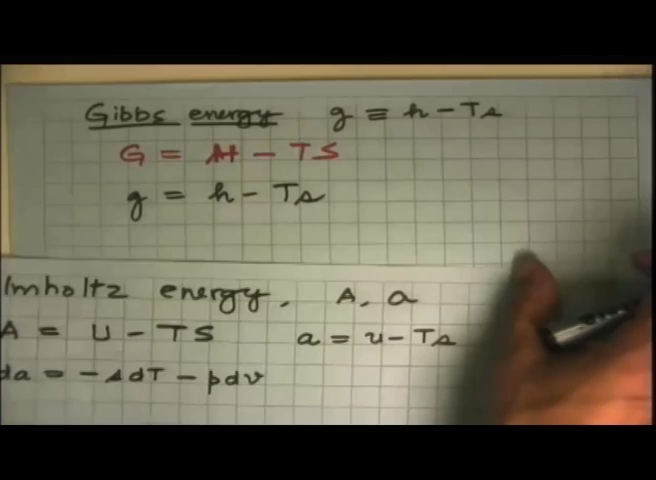 Gibbs energy g ≡ h - Ts
G = H - TS
g = h - Ts
lmholtz energy. A, a
A = U - TS a = u - Ts
da = -sdT - pdv